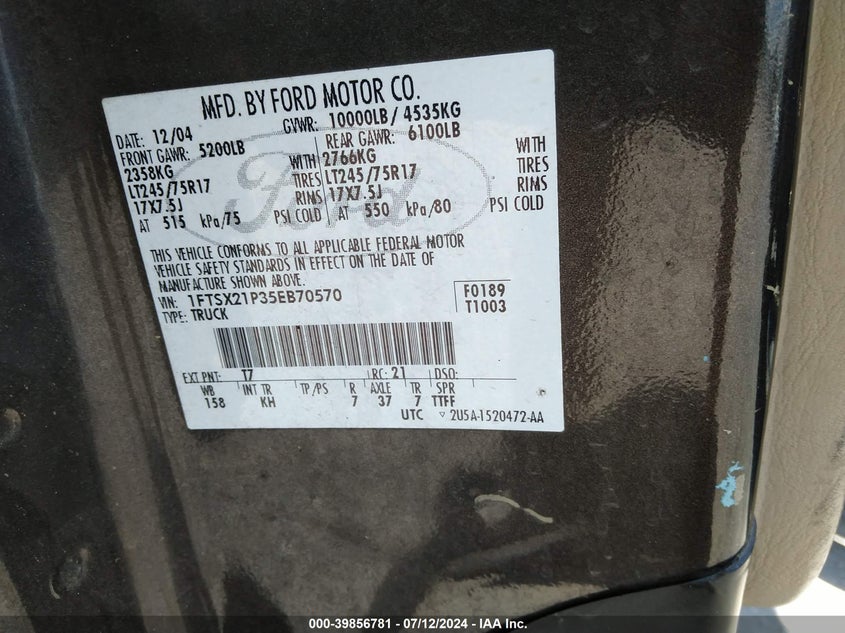 MFD. BY FORD MOTOR CO.
DATE: 12/04 GVWR: 10000LB/ 4535KG
FRONT GAWR: 5200LB REAR GAWR: 6100LB
2358KG WITH 2766KG WITH
LT245/75R17 TIRES LT245/75R17 TIRES
17X7.5J RIMS 17X7.5J RIMS
AT 515 kPa/75 PSI COLD AT 550 kPa/80 PSI COLD
Ford
THIS VEHICLE CONFORMS TO ALL APPLICABLE FEDERAL MOTOR
VEHICLE SAFETY STANDARDS IN EFFECT ON THE DATE OF
MANUFACTURE SHOWN ABOVE.
VIN: 1FTSX21P35EB70570 F0189
TYPE: TRUCK T1003
EXT PNT: T7 RC: 21 DSO:
WB INT TR TP/PS R AXLE TR SPR
158 KH 7 37 7 TTFF
UTC ▽ 2U5A-1520472-AA
000-39856781 / 07/12/2024 - IAA Inc.